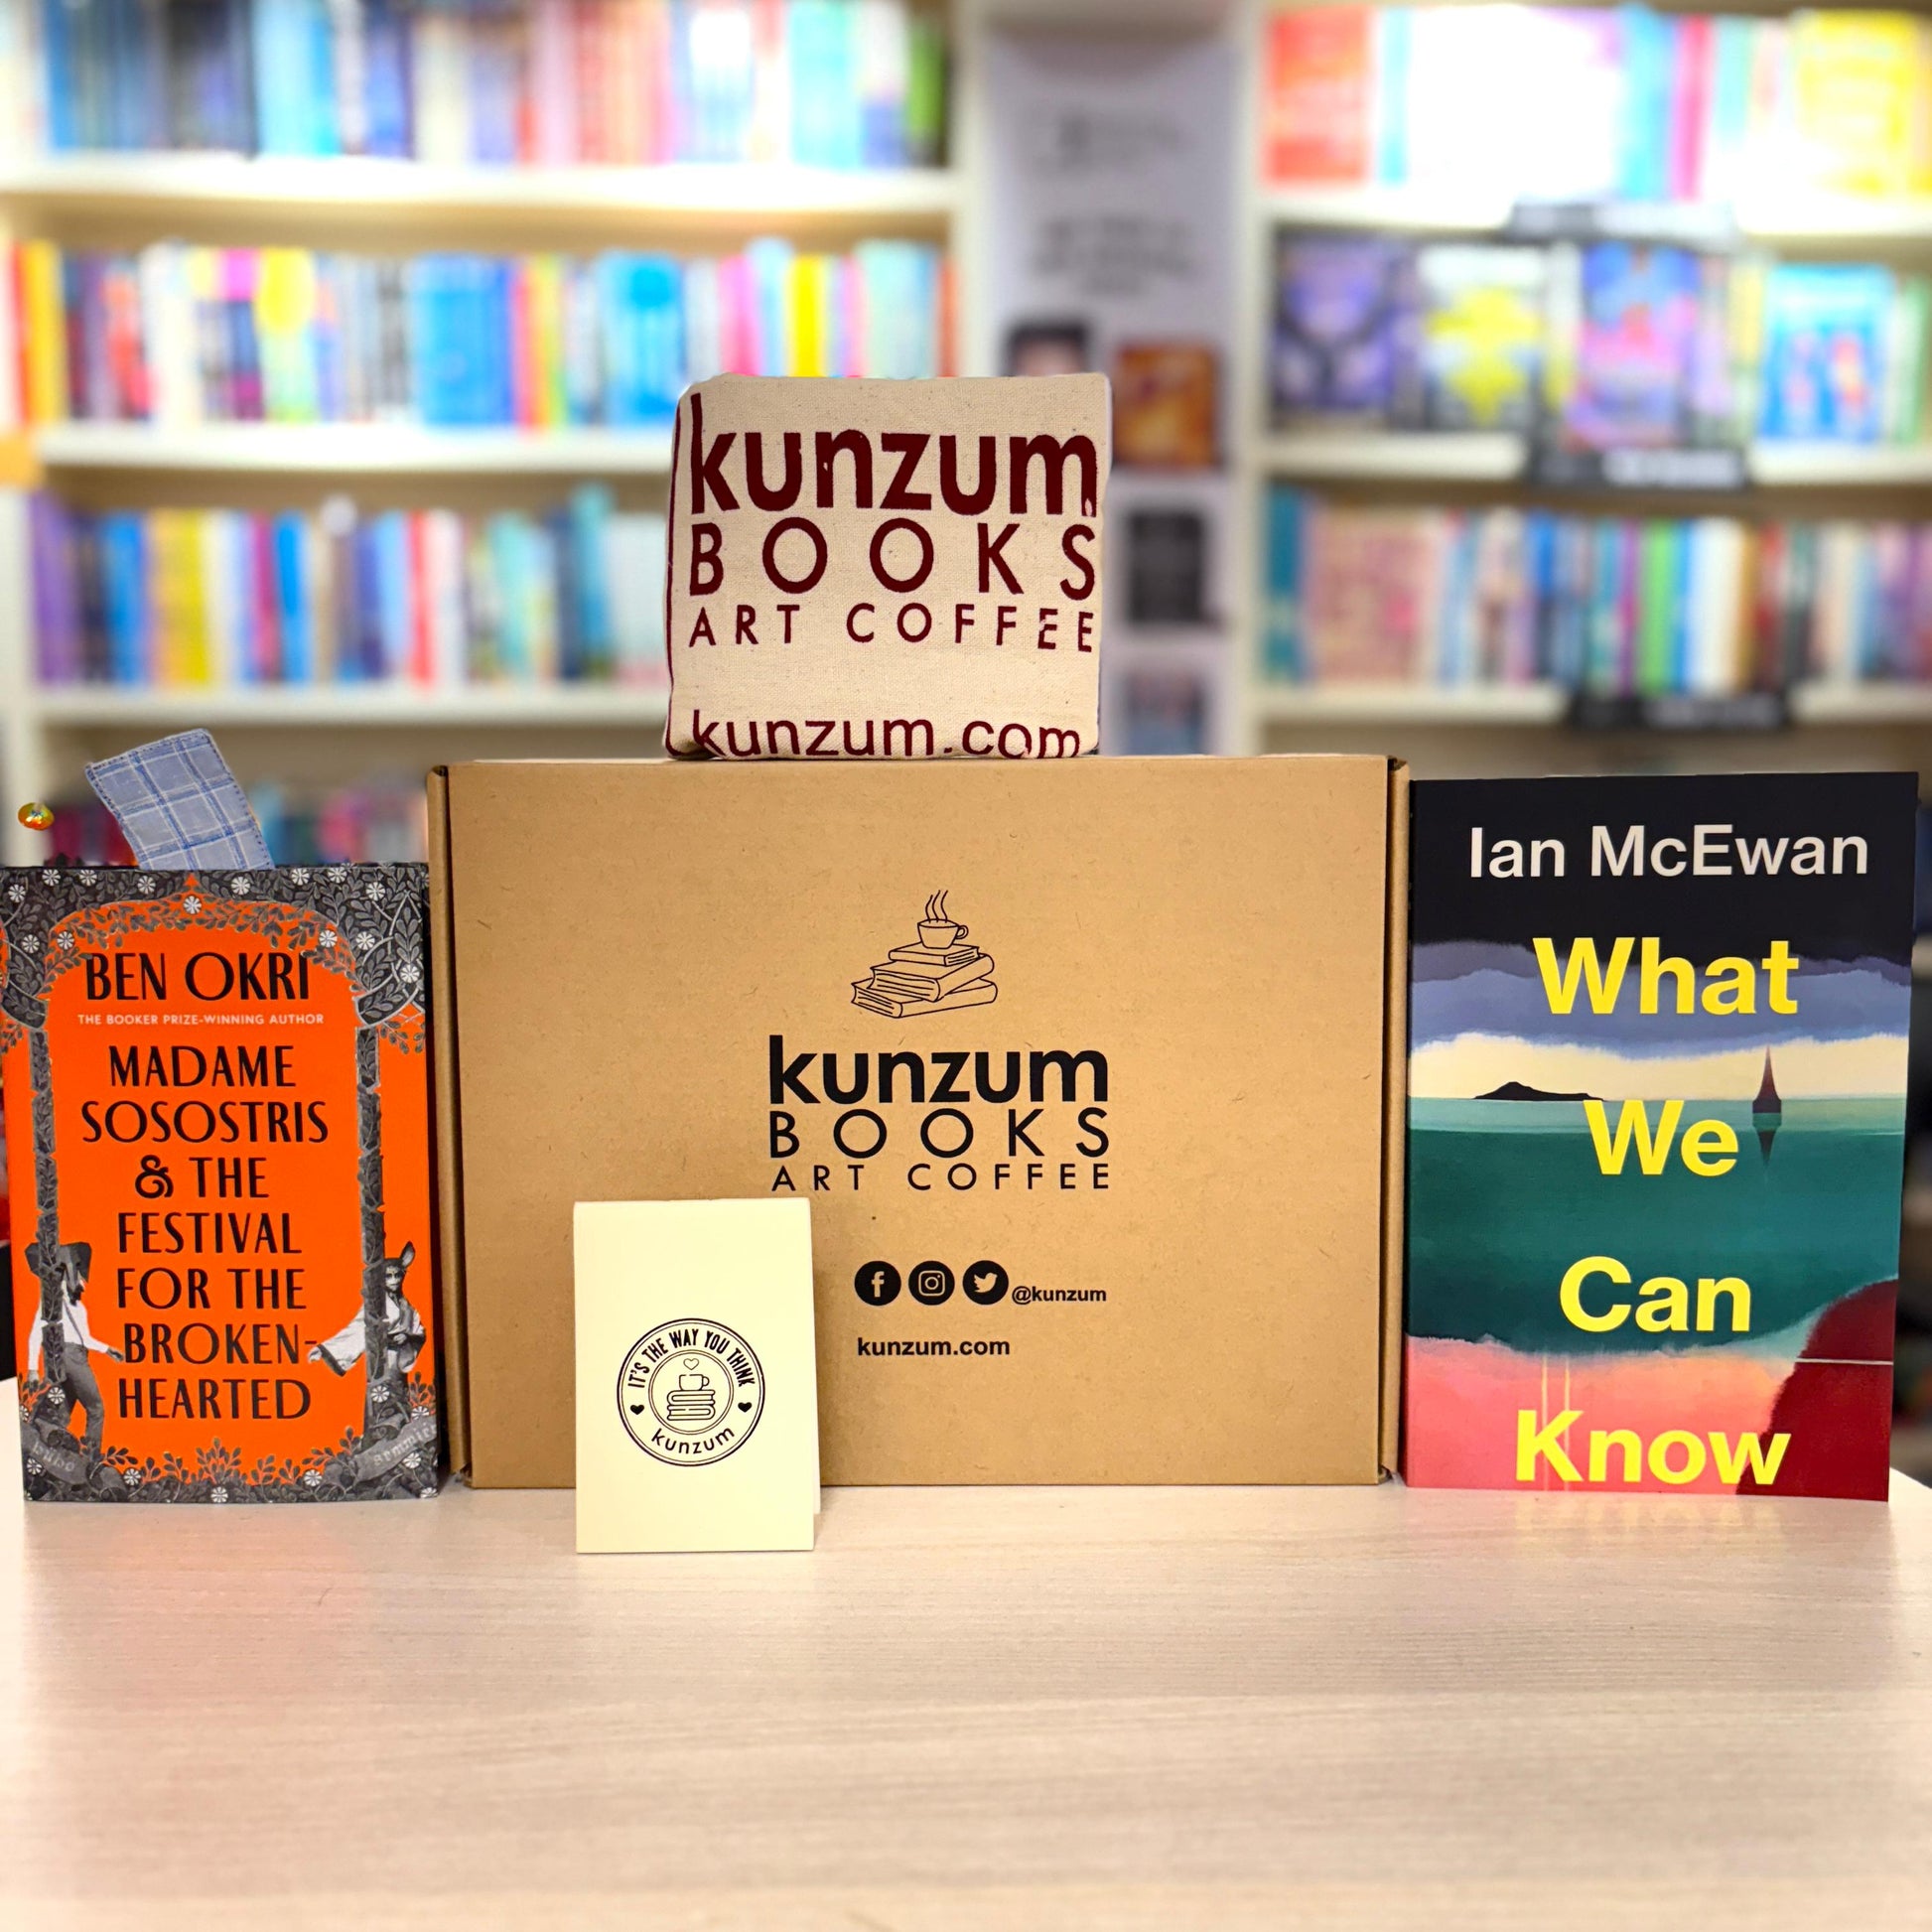 kunzum
BOOKS
ART COFFEE
kunzum.com
BEN OKRI
THE BOOKER PRIZE-WINNING AUTHOR
MADAME
SOSOSTRIS
& THE
FESTIVAL
FOR THE
BROKEN-
HEARTED
kunzum
BOOKS
ART COFFEE
@kunzum
kunzum.com
IT'S THE WAY YOU THINK
kunzum
Ian McEwan
What
We
Can
Know